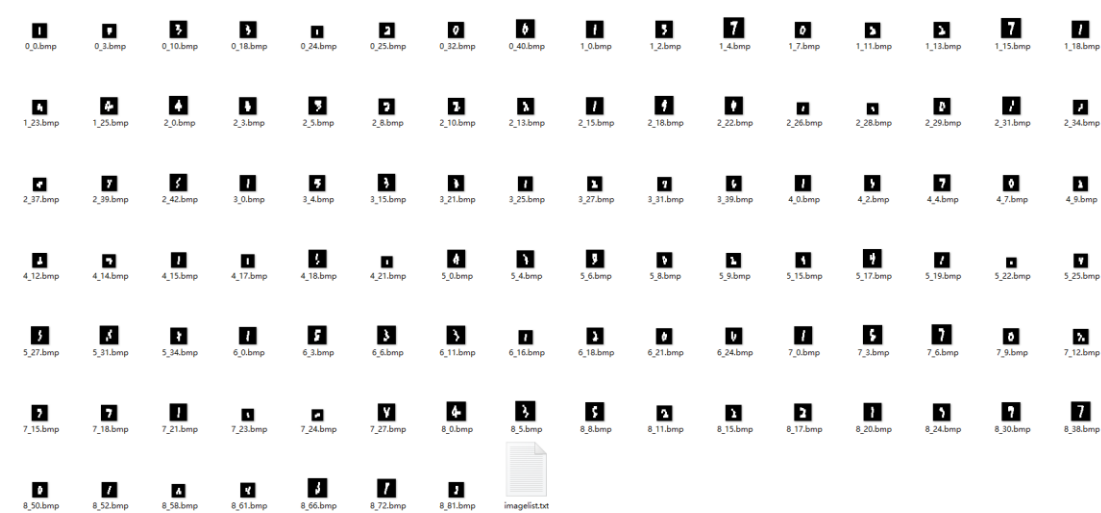 0_0.bmp 0_3.bmp 0_10.bmp 0_18.bmp 0_24.bmp 0_25.bmp 0_32.bmp 0_40.bmp 1_0.bmp 1_2.bmp 1_4.bmp 1_7.bmp 1_11.bmp 1_13.bmp 1_15.bmp 1_18.bmp
1_23.bmp 1_25.bmp 2_0.bmp 2_3.bmp 2_5.bmp 2_8.bmp 2_10.bmp 2_13.bmp 2_15.bmp 2_18.bmp 2_22.bmp 2_26.bmp 2_28.bmp 2_29.bmp 2_31.bmp 2_34.bmp
2_37.bmp 2_39.bmp 2_42.bmp 3_0.bmp 3_4.bmp 3_15.bmp 3_21.bmp 3_25.bmp 3_27.bmp 3_31.bmp 3_39.bmp 4_0.bmp 4_2.bmp 4_4.bmp 4_7.bmp 4_9.bmp
4_12.bmp 4_14.bmp 4_15.bmp 4_17.bmp 4_18.bmp 4_21.bmp 5_0.bmp 5_4.bmp 5_6.bmp 5_8.bmp 5_9.bmp 5_15.bmp 5_17.bmp 5_19.bmp 5_22.bmp 5_25.bmp
5_27.bmp 5_31.bmp 5_34.bmp 6_0.bmp 6_3.bmp 6_6.bmp 6_11.bmp 6_16.bmp 6_18.bmp 6_21.bmp 6_24.bmp 7_0.bmp 7_3.bmp 7_6.bmp 7_9.bmp 7_12.bmp
7_15.bmp 7_18.bmp 7_21.bmp 7_23.bmp 7_24.bmp 7_27.bmp 8_0.bmp 8_5.bmp 8_8.bmp 8_11.bmp 8_15.bmp 8_17.bmp 8_20.bmp 8_24.bmp 8_30.bmp 8_38.bmp
8_50.bmp 8_52.bmp 8_58.bmp 8_61.bmp 8_66.bmp 8_72.bmp 8_81.bmp imagelist.txt